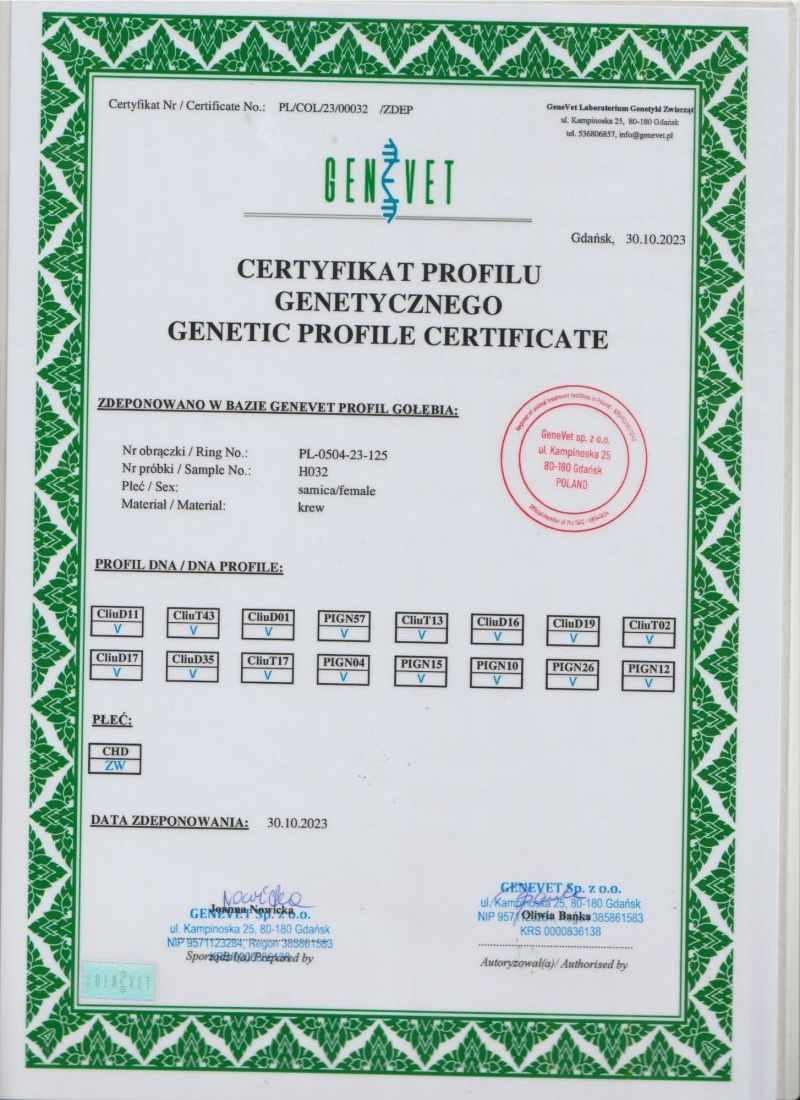 Certyfikat Nr / Certificate No.: PL/COL/23/00032 /ZDEP
GeneVet Laboratorium Genetyki Zwierząt
ul. Kampinoska 25, 80-180 Gdańsk
tel. 536806857, info@genevet.pl
GENEVET
Gdańsk, 30.10.2023
CERTYFIKAT PROFILU
GENETYCZNEGO
GENETIC PROFILE CERTIFICATE
ZDEPONOWANO W BAZIE GENEVET PROFIL GOŁĘBIA:
Nr obrączki / Ring No.: PL-0504-23-125
Nr próbki / Sample No.: H032
Płeć / Sex: samica/female
Materiał / Material: krew
GeneVet sp. z o.o.
ul. Kampinoska 25
80-180 Gdańsk
POLAND
PROFIL DNA / DNA PROFILE:
CliuD11 CliuT43 CliuD01 PIGN57 CliuT13 CliuD16 CliuD19 CliuT02
V V V V V V V V
CliuD17 CliuD35 CliuT17 PIGN04 PIGN15 PIGN10 PIGN26 PIGN12
V V V V V V V V
PŁEĆ:
CHD
ZW
DATA ZDEPONOWANIA: 30.10.2023
Joanna Nowicka
GENEVET Sp. z o.o.
ul. Kampinoska 25, 80-180 Gdańsk
NIP 9571123284, Regon 385861583
Sporządził(a)/Prepared by
GENEVET Sp. z o.o.
ul. Kampinoska 25, 80-180 Gdańsk
Oliwia Bańka
NIP 957 Regon 385861583
KRS 0000836138
Autoryzował(a)/ Authorised by
GENEVET